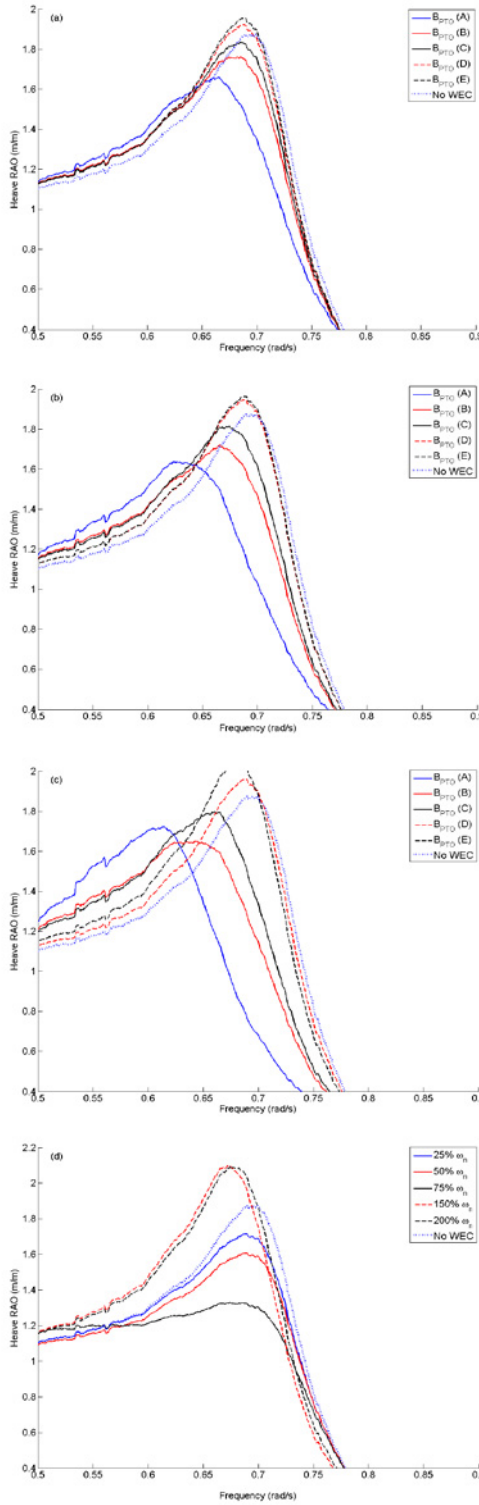 (a)
B_PTO (A)
B_PTO (B)
B_PTO (C)
B_PTO (D)
B_PTO (E)
No WEC
Heave RAO (m/m)
2
1.8
1.6
1.4
1.2
1
0.8
0.6
0.4
0.5 0.55 0.6 0.65 0.7 0.75 0.8 0.85 0.9
Frequency (rad/s)
(b)
B_PTO (A)
B_PTO (B)
B_PTO (C)
B_PTO (D)
B_PTO (E)
No WEC
Heave RAO (m/m)
2
1.8
1.6
1.4
1.2
1
0.8
0.6
0.4
0.5 0.55 0.6 0.65 0.7 0.75 0.8 0.85 0.9
Frequency (rad/s)
(c)
B_PTO (A)
B_PTO (B)
B_PTO (C)
B_PTO (D)
B_PTO (E)
No WEC
Heave RAO (m/m)
2
1.8
1.6
1.4
1.2
1
0.8
0.6
0.4
0.5 0.55 0.6 0.65 0.7 0.75 0.8 0.85 0.9
Frequency (rad/s)
(d)
25% ω_n
50% ω_n
75% ω_n
150% ω_n
200% ω_n
No WEC
Heave RAO (m/m)
2.2
2
1.8
1.6
1.4
1.2
1
0.8
0.6
0.4
0.5 0.55 0.6 0.65 0.7 0.75 0.8 0.85 0.9
Frequency (rad/s)